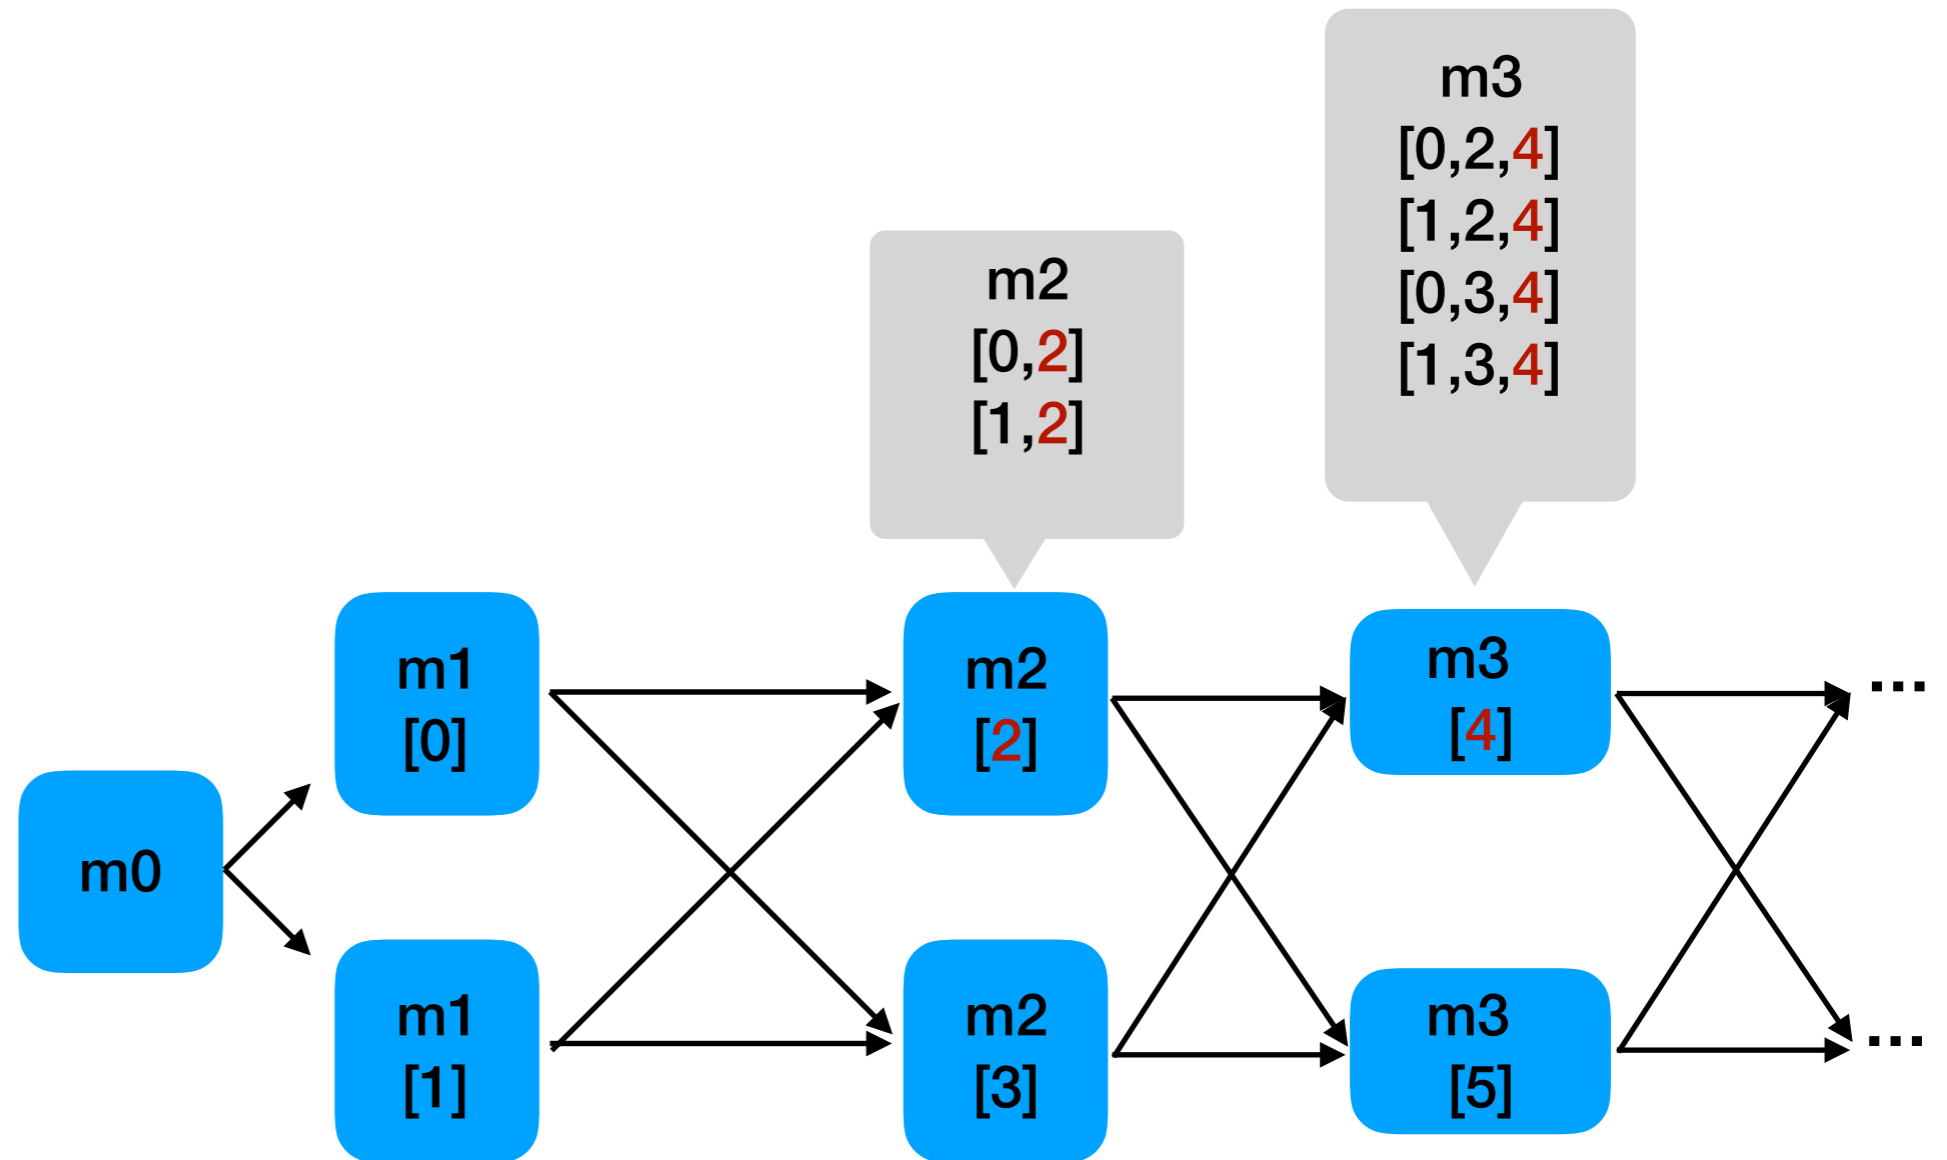 m3
[0,2,4]
[1,2,4]
[0,3,4]
[1,3,4]
m2
[0,2]
[1,2]
m0
m1
[0]
m2
[2]
m3
[4]
...
m1
[1]
m2
[3]
m3
[5]
...